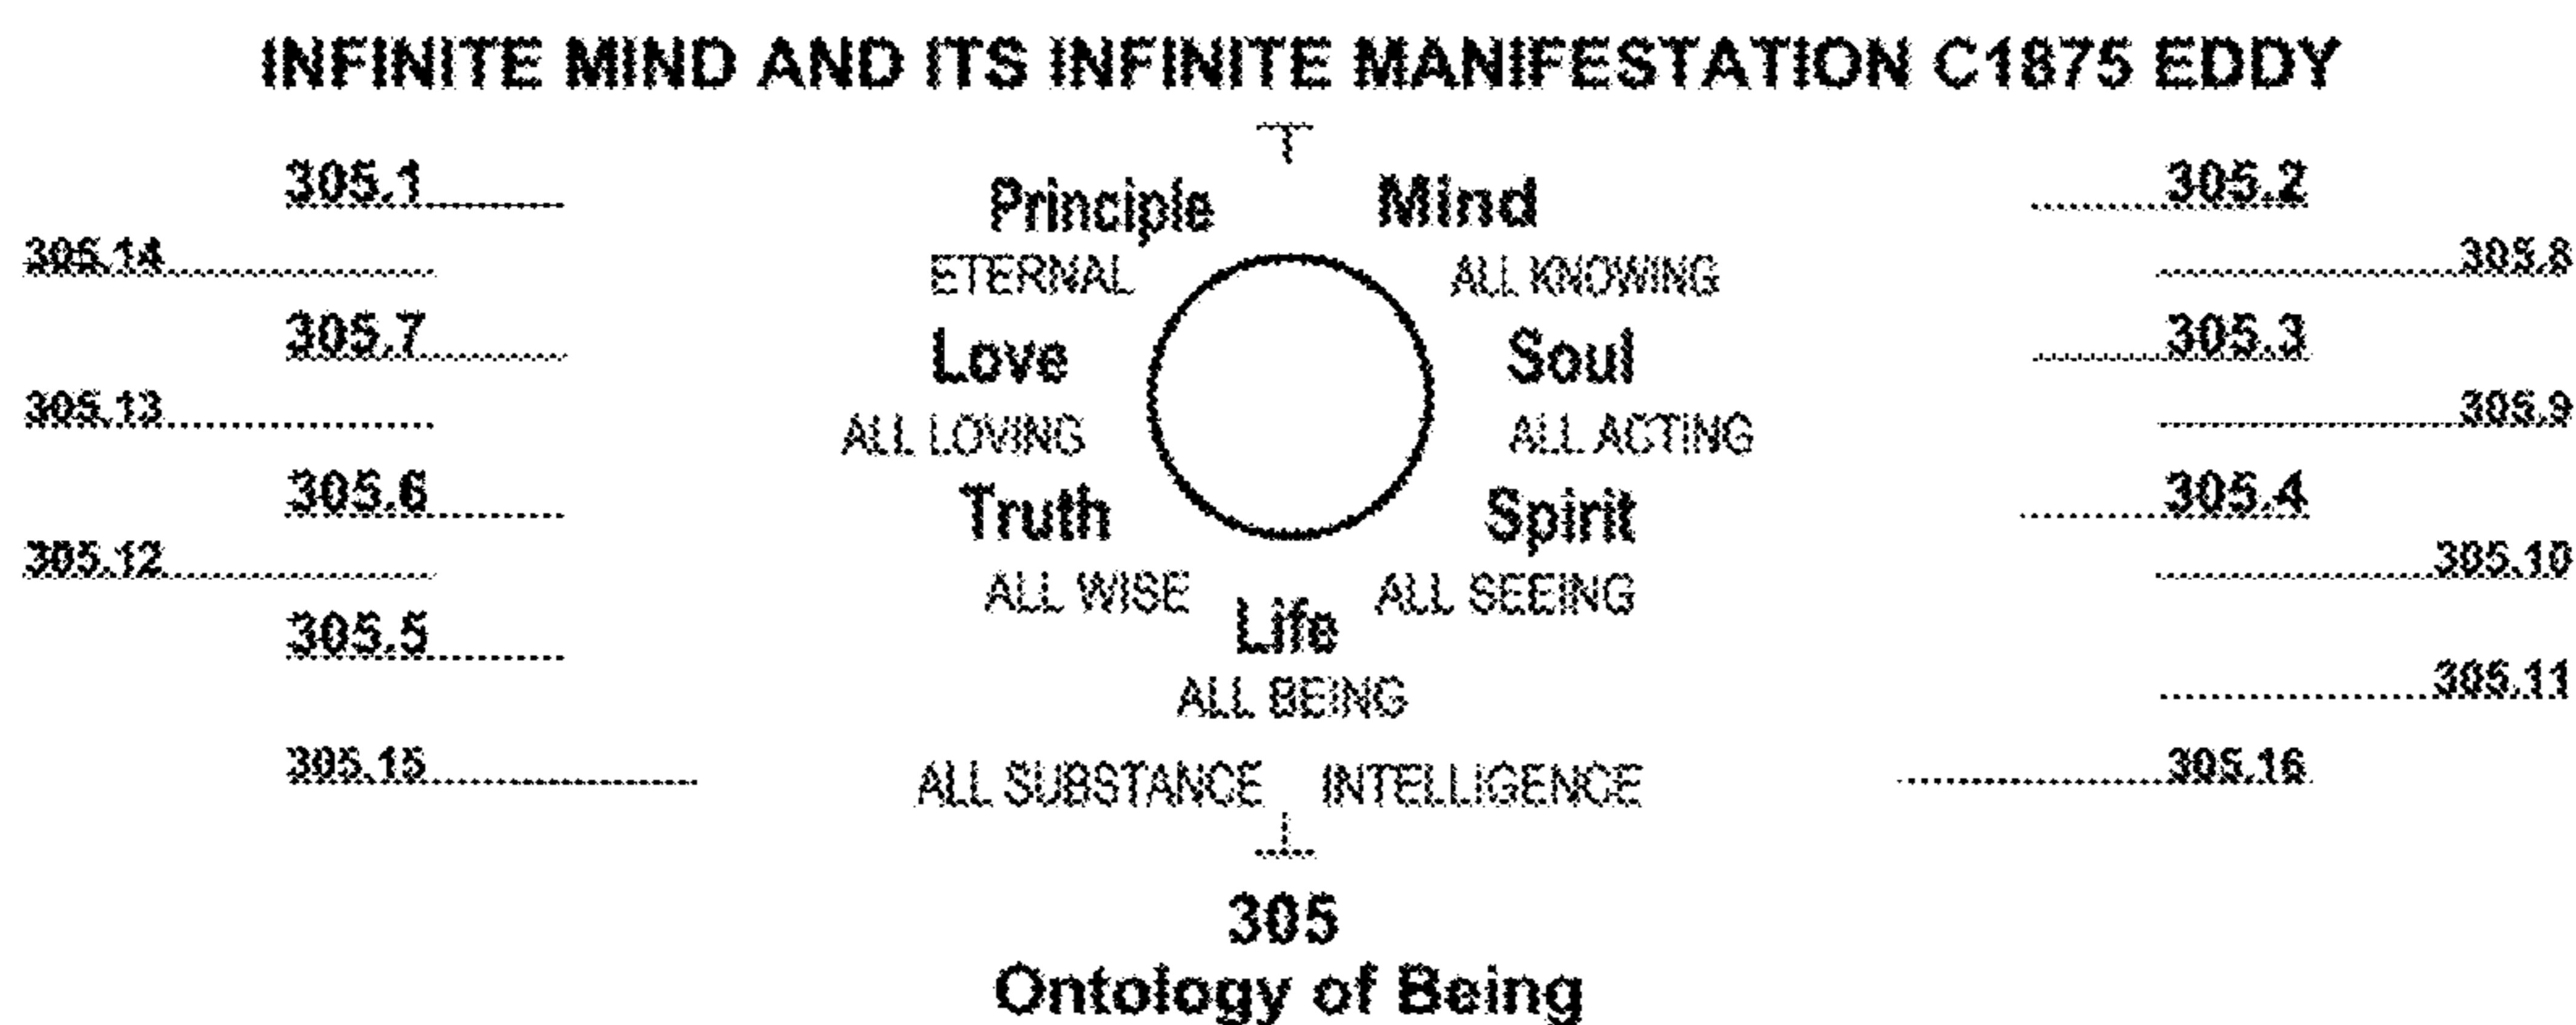 INFINITE MIND AND ITS INFINITE MANIFESTATION C1875 EDDY
305.1 Principle Mind 305.2
305.14 ETERNAL ALL KNOWING 305.8
305.7 Love Soul 305.3
305.13 ALL LOVING ALL ACTING 305.9
305.6 Truth Spirit 305.4
305.12 ALL WISE ALL SEEING 305.10
305.5 Life
ALL BEING 305.11
305.15 ALL SUBSTANCE INTELLIGENCE 305.16
305
Ontology of Being